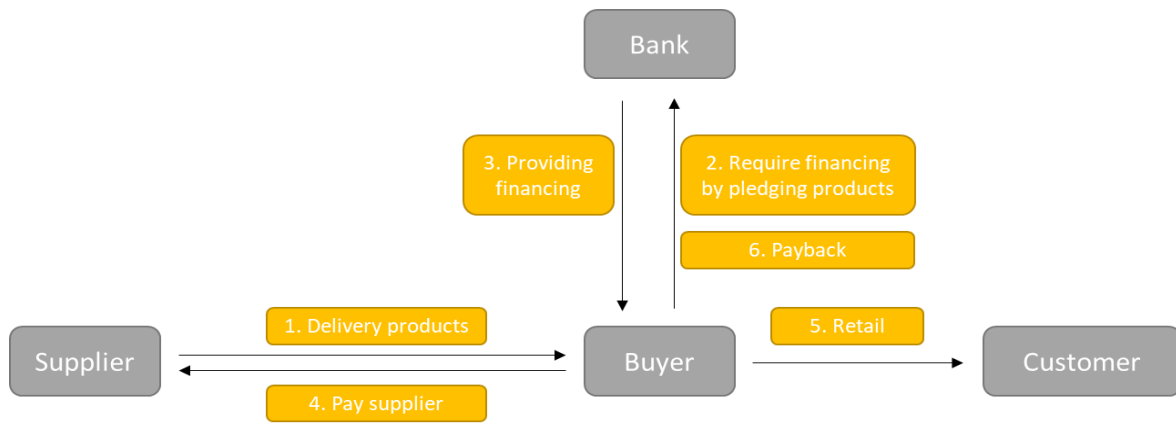 Bank
3. Providing
financing
2. Require financing
by pledging products
6. Payback
1. Delivery products
5. Retail
Supplier
Buyer
Customer
4. Pay supplier